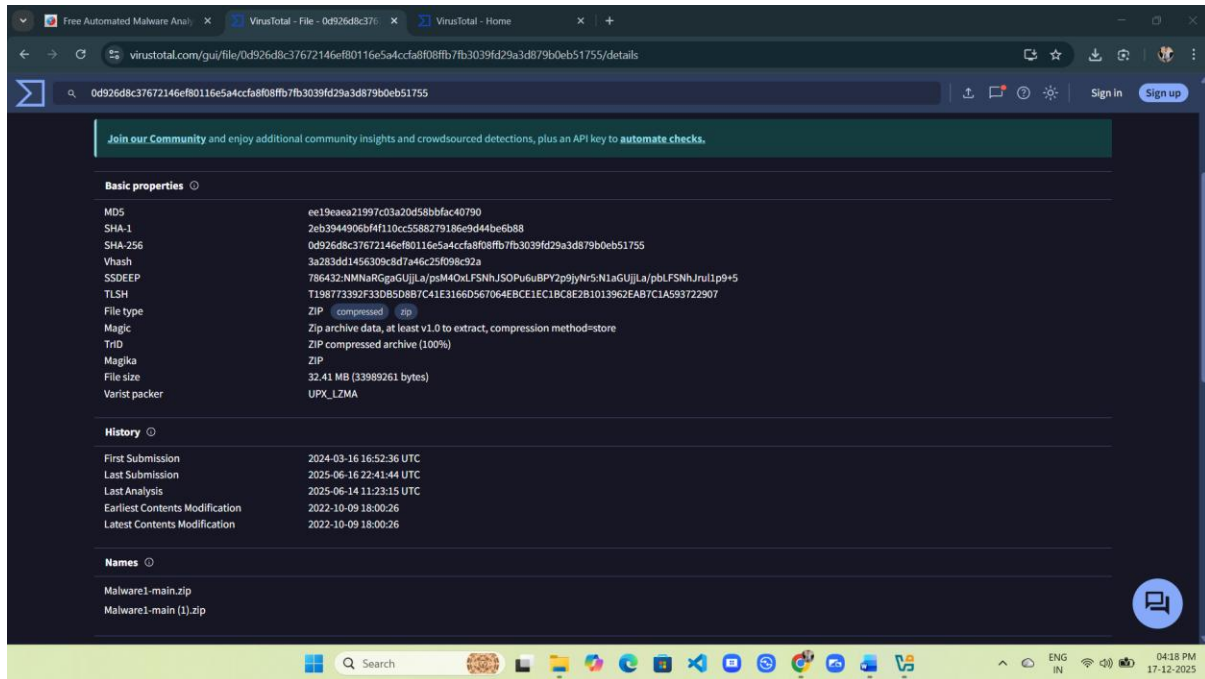 Free Automated Malware Analy
VirusTotal - File - 0d926d8c376
VirusTotal - Home
virustotal.com/gui/file/0d926d8c37672146ef80116e5a4ccfa8f08ffb7fb3039fd29a3d879b0eb51755/details
0d926d8c37672146ef80116e5a4ccfa8f08ffb7fb3039fd29a3d879b0eb51755
Sign in
Sign up
Join our Community and enjoy additional community insights and crowdsourced detections, plus an API key to automate checks.
Basic properties
MD5 ee19eaea21997c03a20d58bbfac40790
SHA-1 2eb3944906bf4f110cc5588279186e9d44be6b88
SHA-256 0d926d8c37672146ef80116e5a4ccfa8f08ffb7fb3039fd29a3d879b0eb51755
Vhash 3a283dd1456309c8d7a46c25f098c92a
SSDEEP 786432:NMNaRGgaGUjjLa/psM4OxLFSNhJSOPu6uBPY2p9jyNr5:N1aGUjjLa/pbLFSNhJrul1p9+5
TLSH T198773392F33DB5D8B7C41E3166D567064EBCE1EC1BC8E2B1013962EAB7C1A593722907
File type ZIP compressed zip
Magic Zip archive data, at least v1.0 to extract, compression method=store
TrID ZIP compressed archive (100%)
Magika ZIP
File size 32.41 MB (33989261 bytes)
Varist packer UPX_LZMA
History
First Submission 2024-03-16 16:52:36 UTC
Last Submission 2025-06-16 22:41:44 UTC
Last Analysis 2025-06-14 11:23:15 UTC
Earliest Contents Modification 2022-10-09 18:00:26
Latest Contents Modification 2022-10-09 18:00:26
Names
Malware1-main.zip
Malware1-main (1).zip
Search
ENG
IN
04:18 PM
17-12-2025